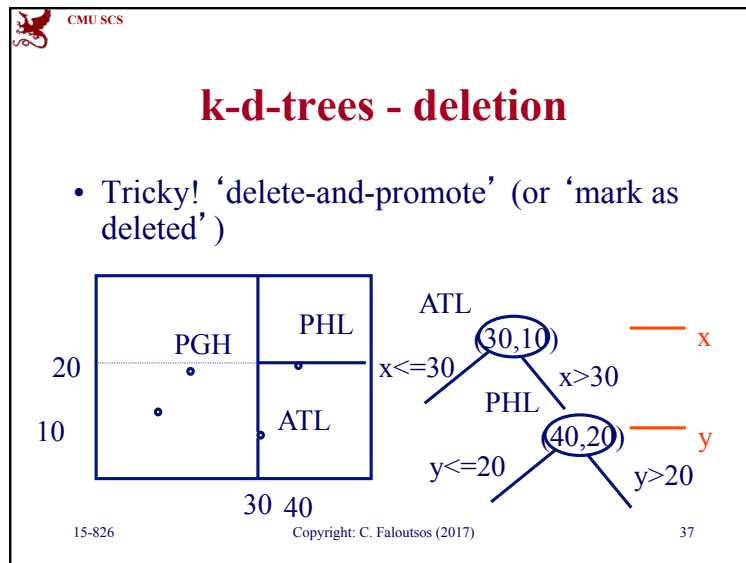 CMU SCS
k-d-trees - deletion
• Tricky! ‘delete-and-promote’ (or ‘mark as
deleted’)
ATL
PHL
(30,10)
x
PGH
20
x<=30
x>30
PHL
10
ATL
(40,20)
y
y<=20
y>20
30 40
15-826
Copyright: C. Faloutsos (2017)
37